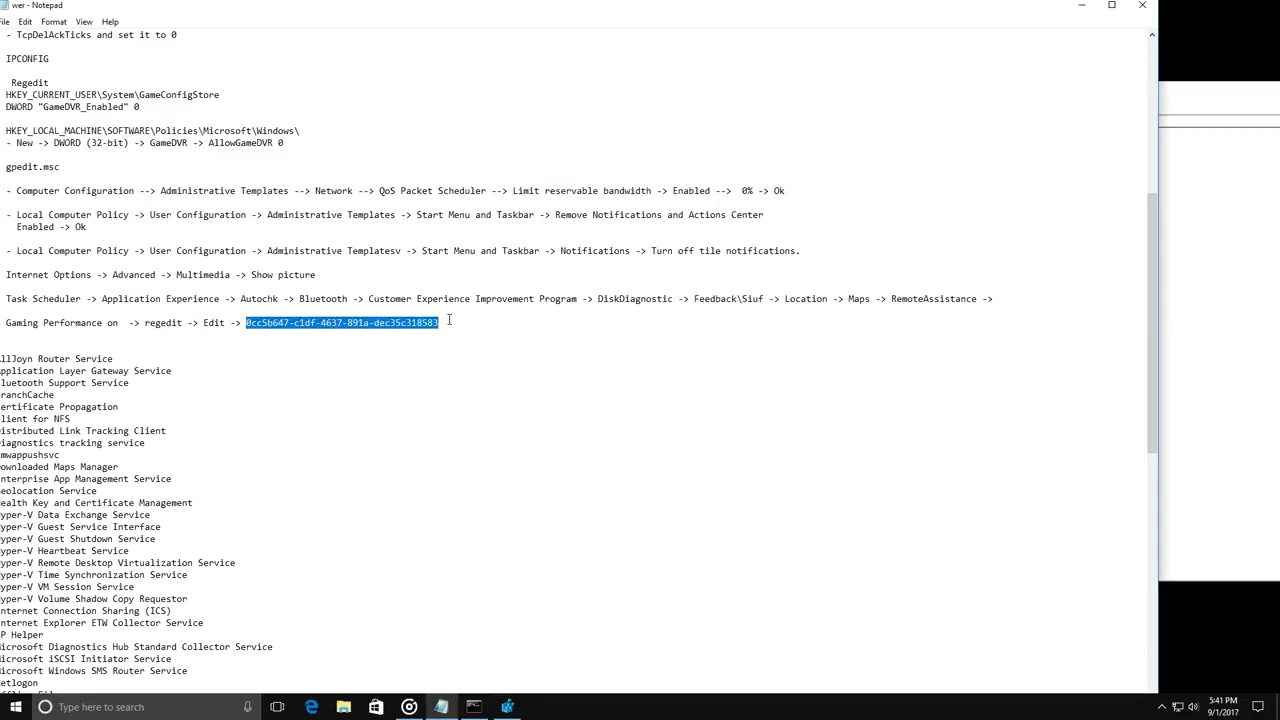 wer - Notepad
File Edit Format View Help
- TcpDelAckTicks and set it to 0
IPCONFIG
Regedit
HKEY_CURRENT_USER\System\GameConfigStore
DWORD "GameDVR_Enabled" 0
HKEY_LOCAL_MACHINE\SOFTWARE\Policies\Microsoft\Windows\
- New -> DWORD (32-bit) -> GameDVR -> AllowGameDVR 0
gpedit.msc
- Computer Configuration --> Administrative Templates --> Network --> QoS Packet Scheduler --> Limit reservable bandwidth -> Enabled --> 0% -> Ok
- Local Computer Policy -> User Configuration -> Administrative Templates -> Start Menu and Taskbar -> Remove Notifications and Actions Center
Enabled -> Ok
- Local Computer Policy -> User Configuration -> Administrative Templatesv -> Start Menu and Taskbar -> Notifications -> Turn off tile notifications.
Internet Options -> Advanced -> Multimedia -> Show picture
Task Scheduler -> Application Experience -> Autochk -> Bluetooth -> Customer Experience Improvement Program -> DiskDiagnostic -> Feedback\Siuf -> Location -> Maps -> RemoteAssistance ->
Gaming Performance on -> regedit -> Edit -> 0cc5b647-c1df-4637-891a-dec35c318583
llJoyn Router Service
pplication Layer Gateway Service
luetooth Support Service
ranchCache
ertificate Propagation
lient for NFS
istributed Link Tracking Client
iagnostics tracking service
mwappushsvc
ownloaded Maps Manager
nterprise App Management Service
eolocation Service
ealth Key and Certificate Management
yper-V Data Exchange Service
yper-V Guest Service Interface
yper-V Guest Shutdown Service
yper-V Heartbeat Service
yper-V Remote Desktop Virtualization Service
yper-V Time Synchronization Service
yper-V VM Session Service
yper-V Volume Shadow Copy Requestor
nternet Connection Sharing (ICS)
nternet Explorer ETW Collector Service
P Helper
icrosoft Diagnostics Hub Standard Collector Service
icrosoft iSCSI Initiator Service
icrosoft Windows SMS Router Service
etlogon
Type here to search
5:41 PM
9/1/2017